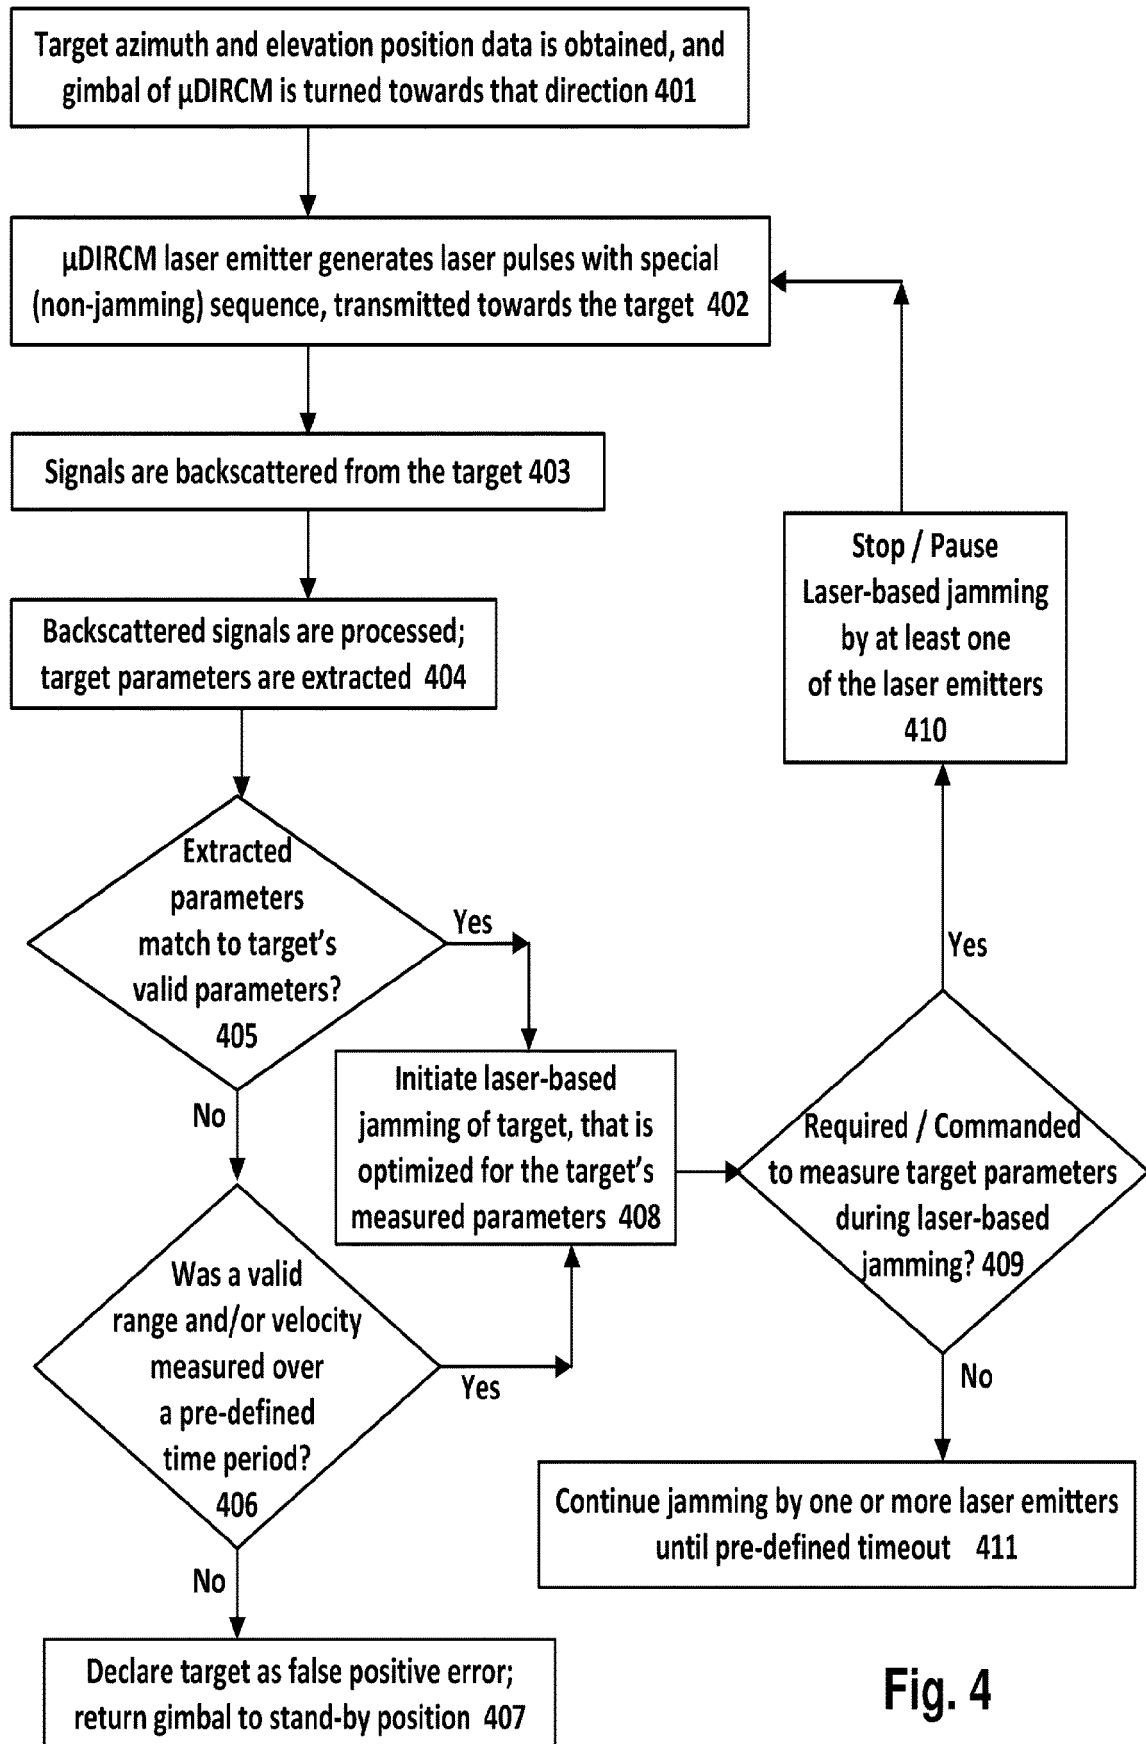 Target azimuth and elevation position data is obtained, and
gimbal of µDIRCM is turned towards that direction 401
µDIRCM laser emitter generates laser pulses with special
(non-jamming) sequence, transmitted towards the target 402
Signals are backscattered from the target 403
Backscattered signals are processed;
target parameters are extracted 404
Extracted
parameters
match to target's
valid parameters?
405
Yes
No
Was a valid
range and/or velocity
measured over
a pre-defined
time period?
406
Yes
No
Declare target as false positive error;
return gimbal to stand-by position 407
Initiate laser-based
jamming of target, that is
optimized for the target's
measured parameters 408
Required / Commanded
to measure target parameters
during laser-based
jamming? 409
Yes
Stop / Pause
Laser-based jamming
by at least one
of the laser emitters
410
No
Continue jamming by one or more laser emitters
until pre-defined timeout 411
Fig. 4